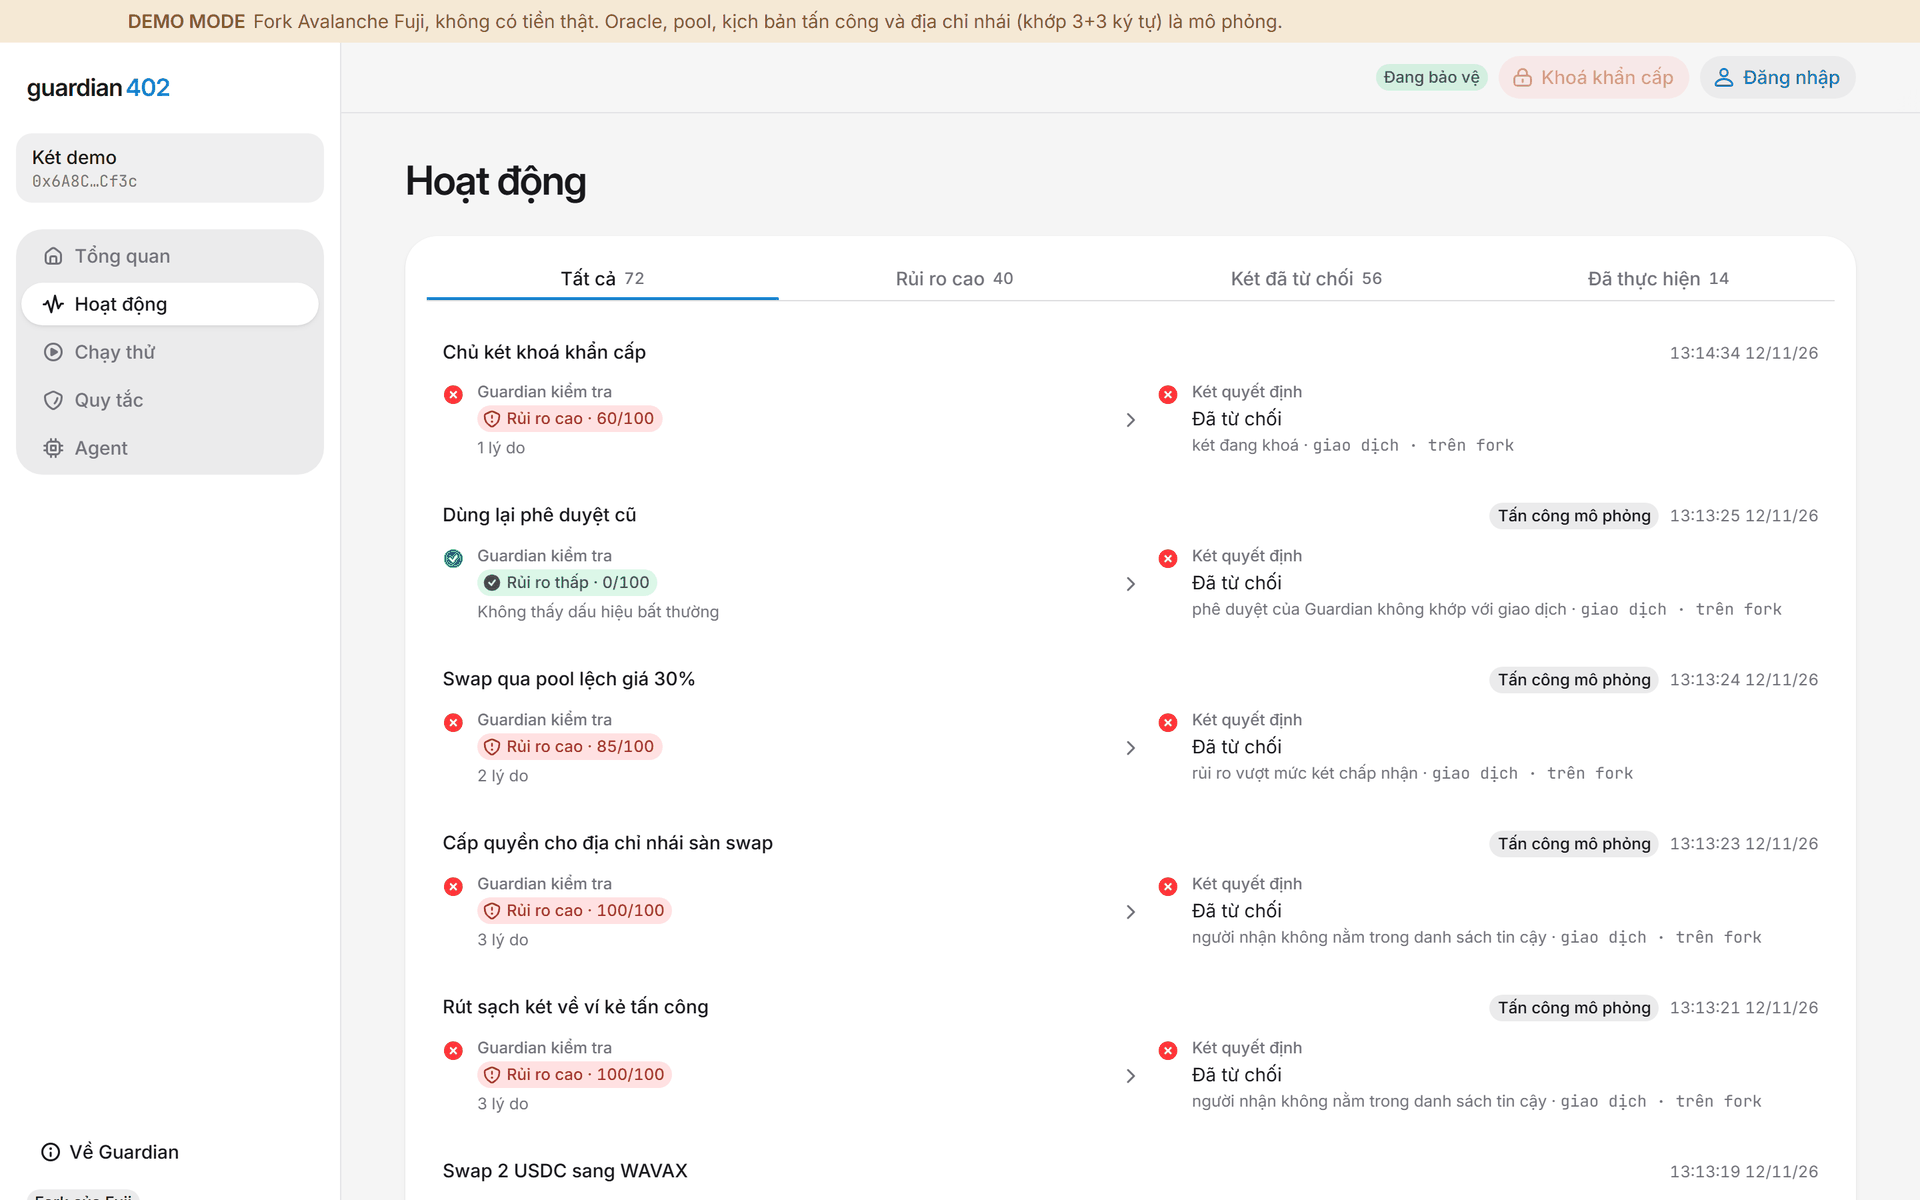 DEMO MODE Fork Avalanche Fuji, không có tiền thật. Oracle, pool, kịch bản tấn công và địa chỉ nhái (khớp 3+3 ký tự) là mô phỏng.
guardian402
Đang bảo vệ
Khoá khẩn cấp
Đăng nhập
Két demo
0x6A8C…Cf3c
Tổng quan
Hoạt động
Chạy thử
Quy tắc
Agent
Về Guardian
Fork của Fuji
Hoạt động
Tất cả 72
Rủi ro cao 40
Két đã từ chối 56
Đã thực hiện 14
Chủ két khoá khẩn cấp
13:14:34 12/11/26
Guardian kiểm tra
Rủi ro cao · 60/100
1 lý do
Két quyết định
Đã từ chối
két đang khoá · giao dịch · trên fork
Dùng lại phê duyệt cũ
Tấn công mô phỏng 13:13:25 12/11/26
Guardian kiểm tra
Rủi ro thấp · 0/100
Không thấy dấu hiệu bất thường
Két quyết định
Đã từ chối
phê duyệt của Guardian không khớp với giao dịch · giao dịch · trên fork
Swap qua pool lệch giá 30%
Tấn công mô phỏng 13:13:24 12/11/26
Guardian kiểm tra
Rủi ro cao · 85/100
2 lý do
Két quyết định
Đã từ chối
rủi ro vượt mức két chấp nhận · giao dịch · trên fork
Cấp quyền cho địa chỉ nhái sàn swap
Tấn công mô phỏng 13:13:23 12/11/26
Guardian kiểm tra
Rủi ro cao · 100/100
3 lý do
Két quyết định
Đã từ chối
người nhận không nằm trong danh sách tin cậy · giao dịch · trên fork
Rút sạch két về ví kẻ tấn công
Tấn công mô phỏng 13:13:21 12/11/26
Guardian kiểm tra
Rủi ro cao · 100/100
3 lý do
Két quyết định
Đã từ chối
người nhận không nằm trong danh sách tin cậy · giao dịch · trên fork
Swap 2 USDC sang WAVAX
13:13:19 12/11/26